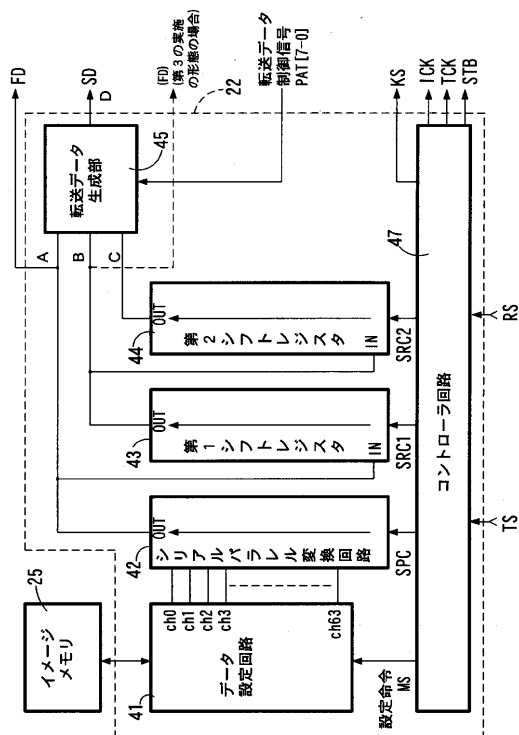 25
イメージ
メモリ
41
データ
設定回路
ch0
ch1
ch2
ch3
ch63
設定命令
MS
42
シリアルパラレル変換回路
OUT
SPC
43
第1シフトレジスタ
OUT
IN
SRC1
44
第2シフトレジスタ
OUT
IN
SRC2
A
B
C
転送データ
生成部
45
FD
SD
D
(FD)
(第3の実施
の形態の場合)
22
転送データ
制御信号
PAT[7-0]
コントローラ回路
47
TS
RS
KS
ICK
TCK
STB